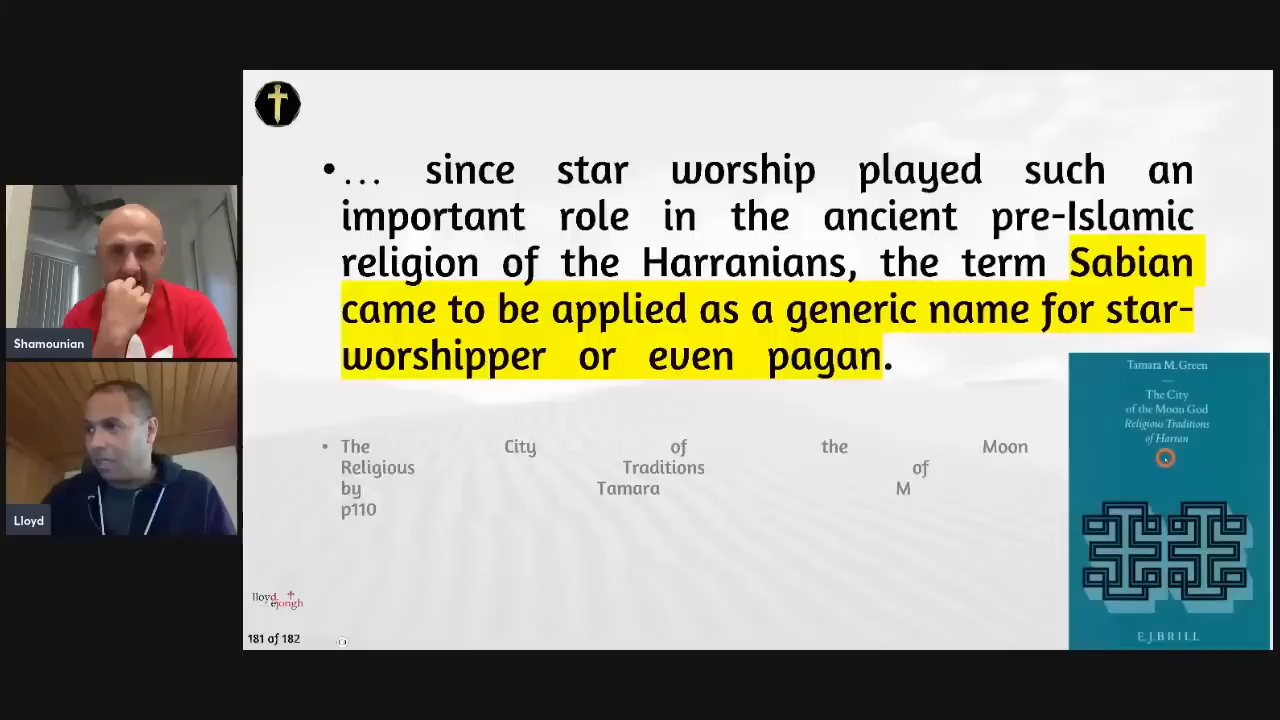 • … since star worship played such an
important role in the ancient pre-Islamic
religion of the Harranians, the term Sabian
came to be applied as a generic name for star-
worshipper or even pagan.
• The City of the Moon
Religious Traditions of
by Tamara M
p110
Tamara M. Green
The City
of the Moon God
Religious Traditions
of Harran
E.J. BRILL
Shamounian
Lloyd
lloyd
ejongh
181 of 182